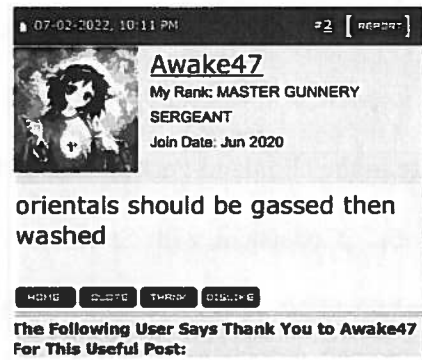 07-02-2022, 10:11 PM #2 [REPORT]
Awake47
My Rank: MASTER GUNNERY
SERGEANT
Join Date: Jun 2020
orientals should be gassed then
washed
HOME QUOTE THANK DISLIKE
The Following User Says Thank You to Awake47
For This Useful Post: